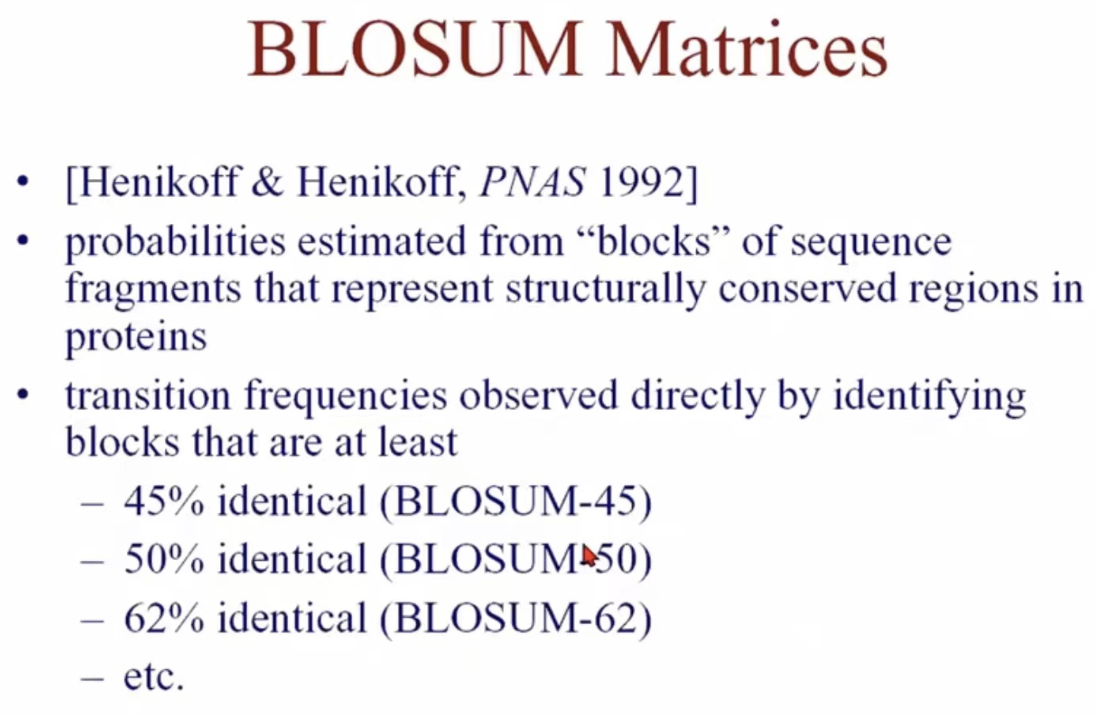 BLOSUM Matrices
• [Henikoff & Henikoff, PNAS 1992]
• probabilities estimated from “blocks” of sequence
fragments that represent structurally conserved regions in
proteins
• transition frequencies observed directly by identifying
blocks that are at least
– 45% identical (BLOSUM-45)
– 50% identical (BLOSUM-50)
– 62% identical (BLOSUM-62)
– etc.